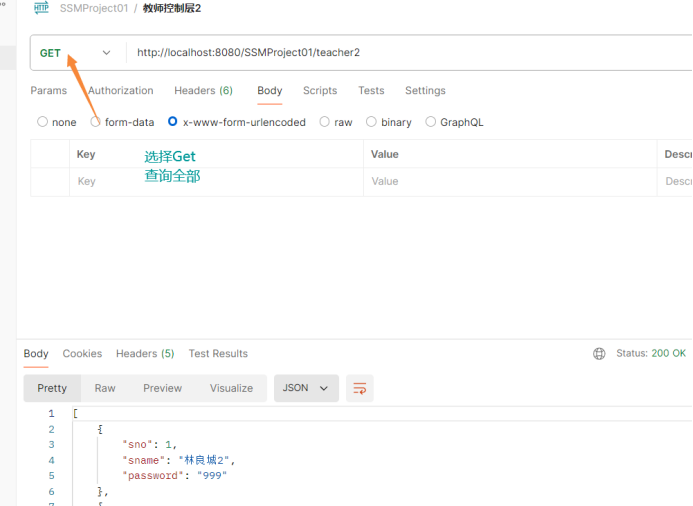 HTTP SSMProject01 / 教师控制层2
GET http://localhost:8080/SSMProject01/teacher2
Params Authorization Headers (6) Body Scripts Tests Settings
none form-data x-www-form-urlencoded raw binary GraphQL
Key Value Descr
Key Value Descr
选择Get
查询全部
Body Cookies Headers (5) Test Results Status: 200 OK
Pretty Raw Preview Visualize JSON
1 [
2 {
3 "sno": 1,
4 "sname": "林良城2",
5 "password": "999"
6 },
7 {